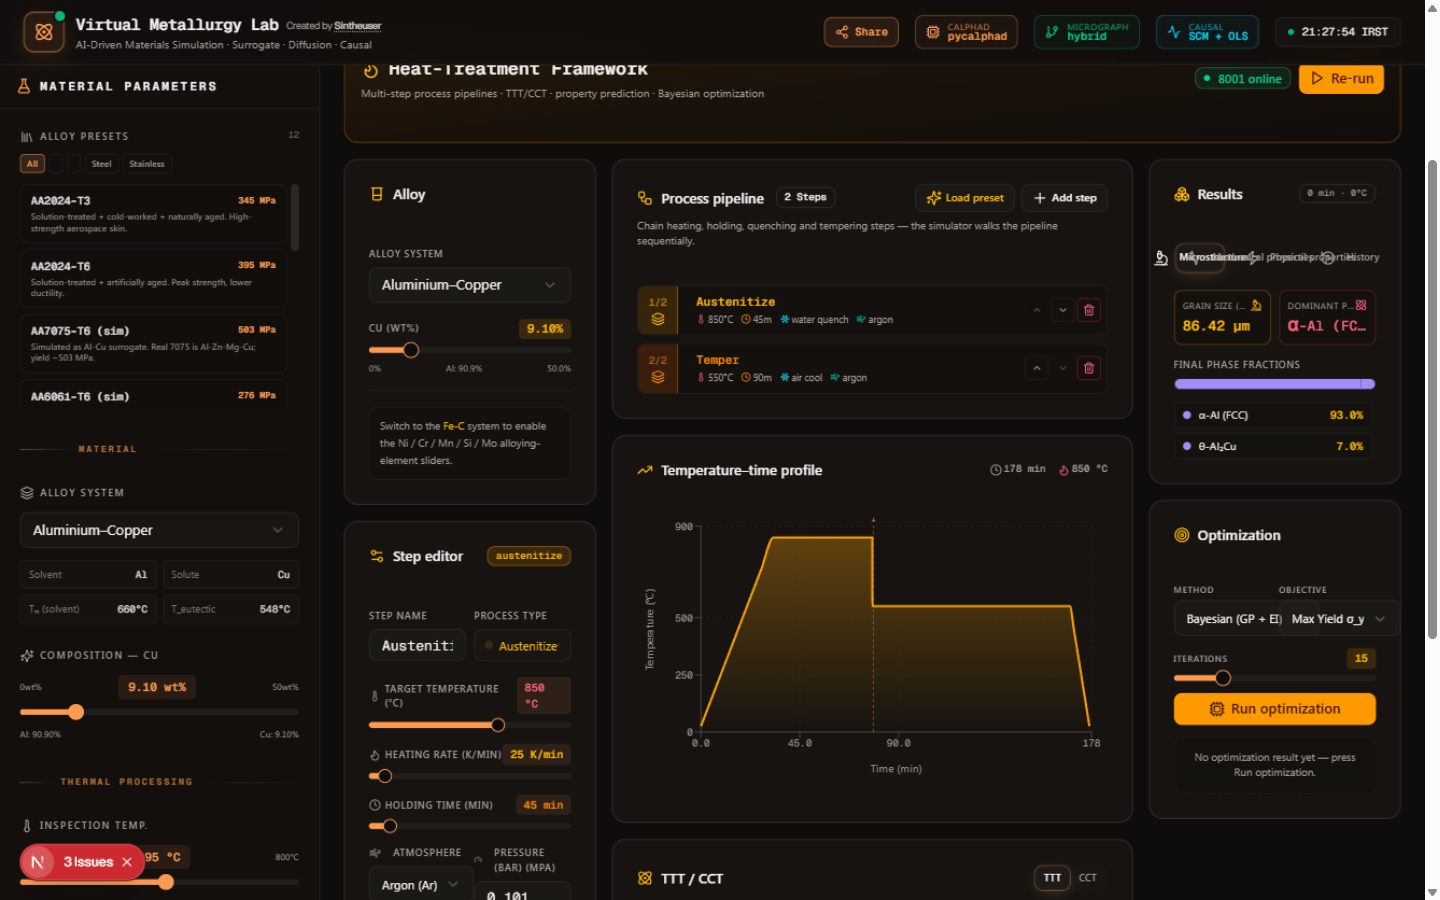 Virtual Metallurgy Lab Created by Sintheuser
AI-Driven Materials Simulation · Surrogate · Diffusion · Causal
Share
CALPHAD
pycalphad
MICROGRAPH
hybrid
CAUSAL
SCM + OLS
21:27:54 IRST
MATERIAL PARAMETERS
ALLOY PRESETS 12
All
Steel
Stainless
AA2024-T3 345 MPa
Solution-treated + cold-worked + naturally aged. High-
strength aerospace skin.
AA2024-T6 395 MPa
Solution-treated + artificially aged. Peak strength, lower
ductility.
AA7075-T6 (sim) 503 MPa
Simulated as Al-Cu surrogate. Real 7075 is Al-Zn-Mg-Cu;
yield ~503 MPa.
AA6061-T6 (sim) 276 MPa
MATERIAL
ALLOY SYSTEM
Aluminium–Copper
Solvent Al
Solute Cu
Tₘ (solvent) 660°C
T_eutectic 548°C
COMPOSITION — CU
0wt% 9.10 wt% 50wt%
Al: 90.90% Cu: 9.10%
THERMAL PROCESSING
INSPECTION TEMP.
95 °C 800°C
N 3 Issues
Heat-Treatment Framework
Multi-step process pipelines · TTT/CCT · property prediction · Bayesian optimization
8001 online
Re-run
Alloy
ALLOY SYSTEM
Aluminium–Copper
CU (WT%) 9.10%
0% Al: 90.9% 50.0%
Switch to the Fe-C system to enable
the Ni / Cr / Mn / Si / Mo alloying-
element sliders.
Step editor austenitize
STEP NAME PROCESS TYPE
Austeniti Austenitize
TARGET TEMPERATURE
(°C)
850
°C
HEATING RATE (K/MIN) 25 K/min
HOLDING TIME (MIN) 45 min
ATMOSPHERE
Argon (Ar)
PRESSURE
(BAR) (MPA)
0.101
Process pipeline 2 Steps
Load preset
Add step
Chain heating, holding, quenching and tempering steps — the simulator walks the pipeline
sequentially.
1/2 Austenitize
850°C 45m water quench argon
2/2 Temper
550°C 90m air cool argon
Temperature–time profile 178 min 850 °C
900
500
250
0
Temperature (°C)
0.0 45.0 90.0 178
Time (min)
TTT / CCT
TTT CCT
Results 0 min · 0°C
Microstructure Physical properties History
GRAIN SIZE (...
86.42 µm
DOMINANT P...
α-Al (FC…
FINAL PHASE FRACTIONS
α-Al (FCC) 93.0%
θ-Al₂Cu 7.0%
Optimization
METHOD OBJECTIVE
Bayesian (GP + EI) Max Yield σ_y
ITERATIONS 15
Run optimization
No optimization result yet — press
Run optimization.